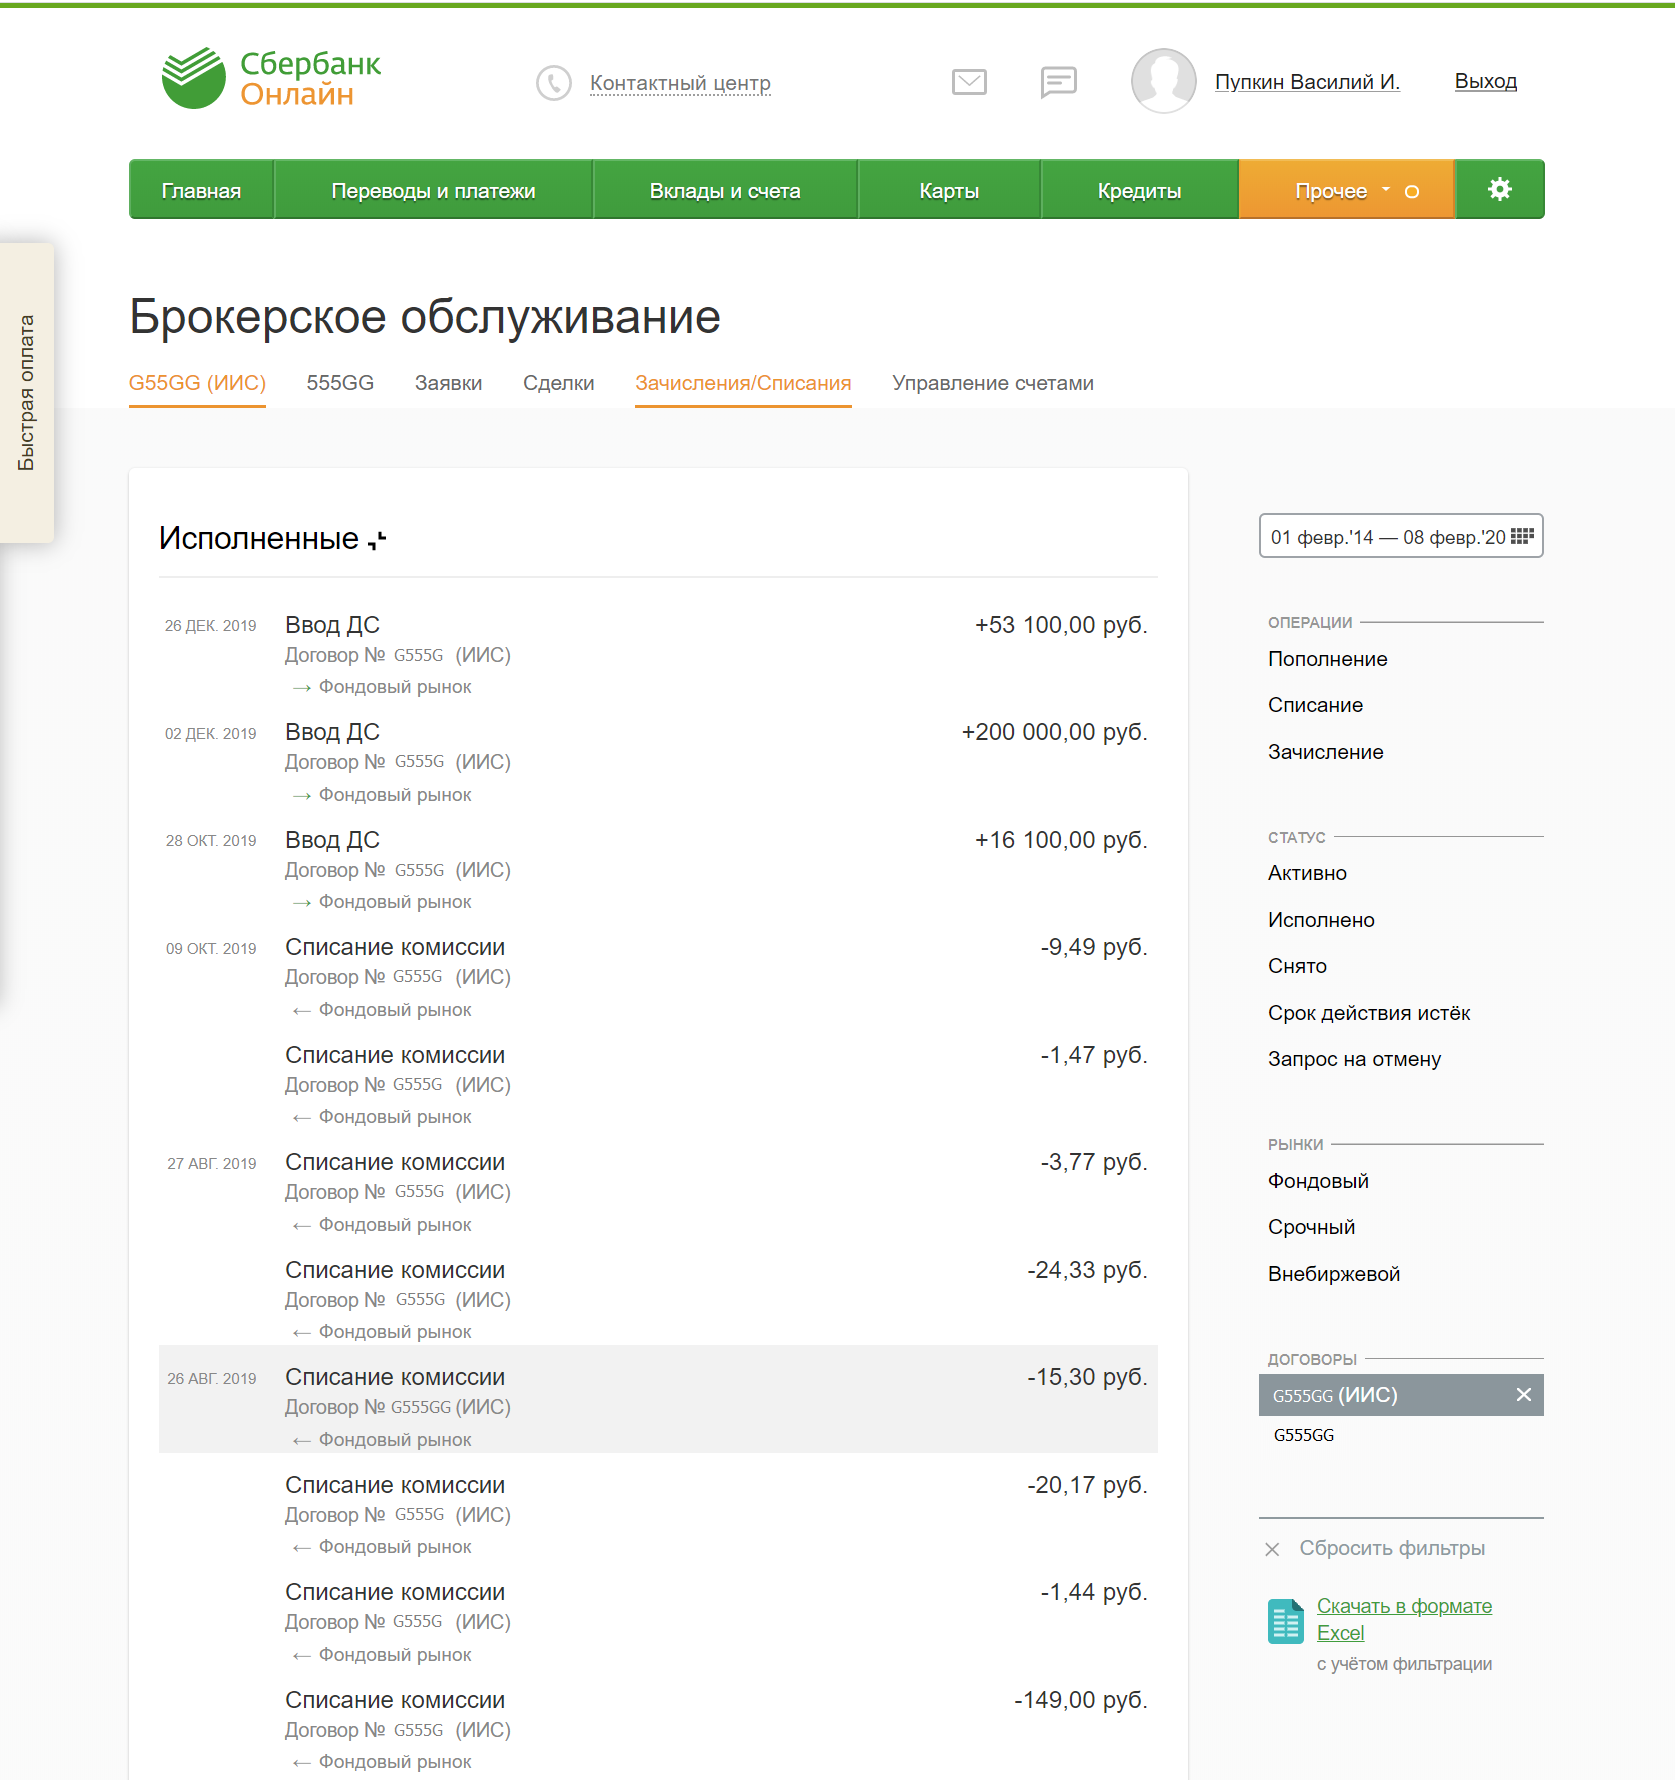 Сбербанк
Онлайн
Контактный центр
Пупкин Василий И.
Выход
Главная
Переводы и платежи
Вклады и счета
Карты
Кредиты
Прочее
Быстрая оплата
Брокерское обслуживание
G55GG (ИИС)
555GG
Заявки
Сделки
Зачисления/Списания
Управление счетами
Исполненные
26 ДЕК. 2019 Ввод ДС +53 100,00 руб.
Договор № G555G (ИИС)
→ Фондовый рынок
02 ДЕК. 2019 Ввод ДС +200 000,00 руб.
Договор № G555G (ИИС)
→ Фондовый рынок
28 ОКТ. 2019 Ввод ДС +16 100,00 руб.
Договор № G555G (ИИС)
→ Фондовый рынок
09 ОКТ. 2019 Списание комиссии -9,49 руб.
Договор № G555G (ИИС)
← Фондовый рынок
Списание комиссии -1,47 руб.
Договор № G555G (ИИС)
← Фондовый рынок
27 АВГ. 2019 Списание комиссии -3,77 руб.
Договор № G555G (ИИС)
← Фондовый рынок
Списание комиссии -24,33 руб.
Договор № G555G (ИИС)
← Фондовый рынок
26 АВГ. 2019 Списание комиссии -15,30 руб.
Договор № G555GG (ИИС)
← Фондовый рынок
Списание комиссии -20,17 руб.
Договор № G555G (ИИС)
← Фондовый рынок
Списание комиссии -1,44 руб.
Договор № G555G (ИИС)
← Фондовый рынок
Списание комиссии -149,00 руб.
Договор № G555G (ИИС)
← Фондовый рынок
01 февр.'14 — 08 февр.'20
ОПЕРАЦИИ
Пополнение
Списание
Зачисление
СТАТУС
Активно
Исполнено
Снято
Срок действия истёк
Запрос на отмену
РЫНКИ
Фондовый
Срочный
Внебиржевой
ДОГОВОРЫ
G555GG (ИИС)
G555GG
Сбросить фильтры
Скачать в формате
Excel
с учётом фильтрации